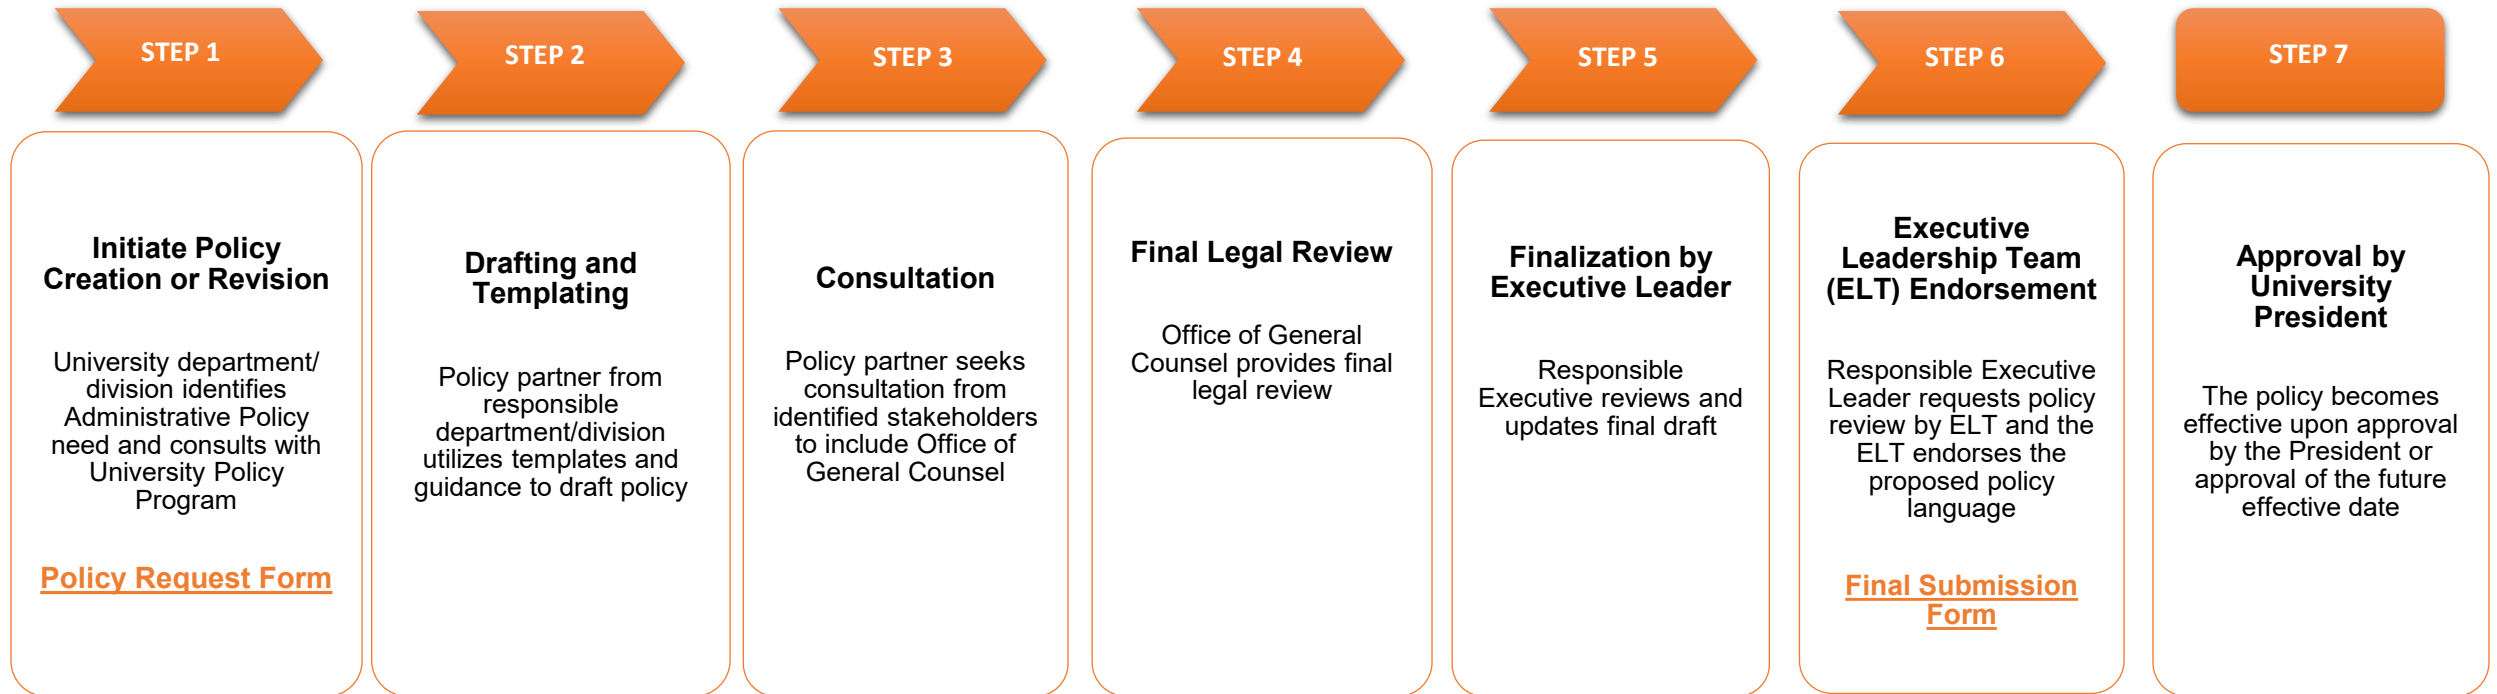 STEP 1
STEP 2
STEP 3
STEP 4
STEP 5
STEP 6
STEP 7
Initiate Policy
Creation or Revision
University department/
division identifies
Administrative Policy
need and consults with
University Policy
Program
Policy Request Form
Drafting and
Templating
Policy partner from
responsible
department/division
utilizes templates and
guidance to draft policy
Consultation
Policy partner seeks
consultation from
identified stakeholders
to include Office of
General Counsel
Final Legal Review
Office of General
Counsel provides final
legal review
Finalization by
Executive Leader
Responsible
Executive reviews and
updates final draft
Executive
Leadership Team
(ELT) Endorsement
Responsible Executive
Leader requests policy
review by ELT and the
ELT endorses the
proposed policy
language
Final Submission
Form
Approval by
University
President
The policy becomes
effective upon approval
by the President or
approval of the future
effective date